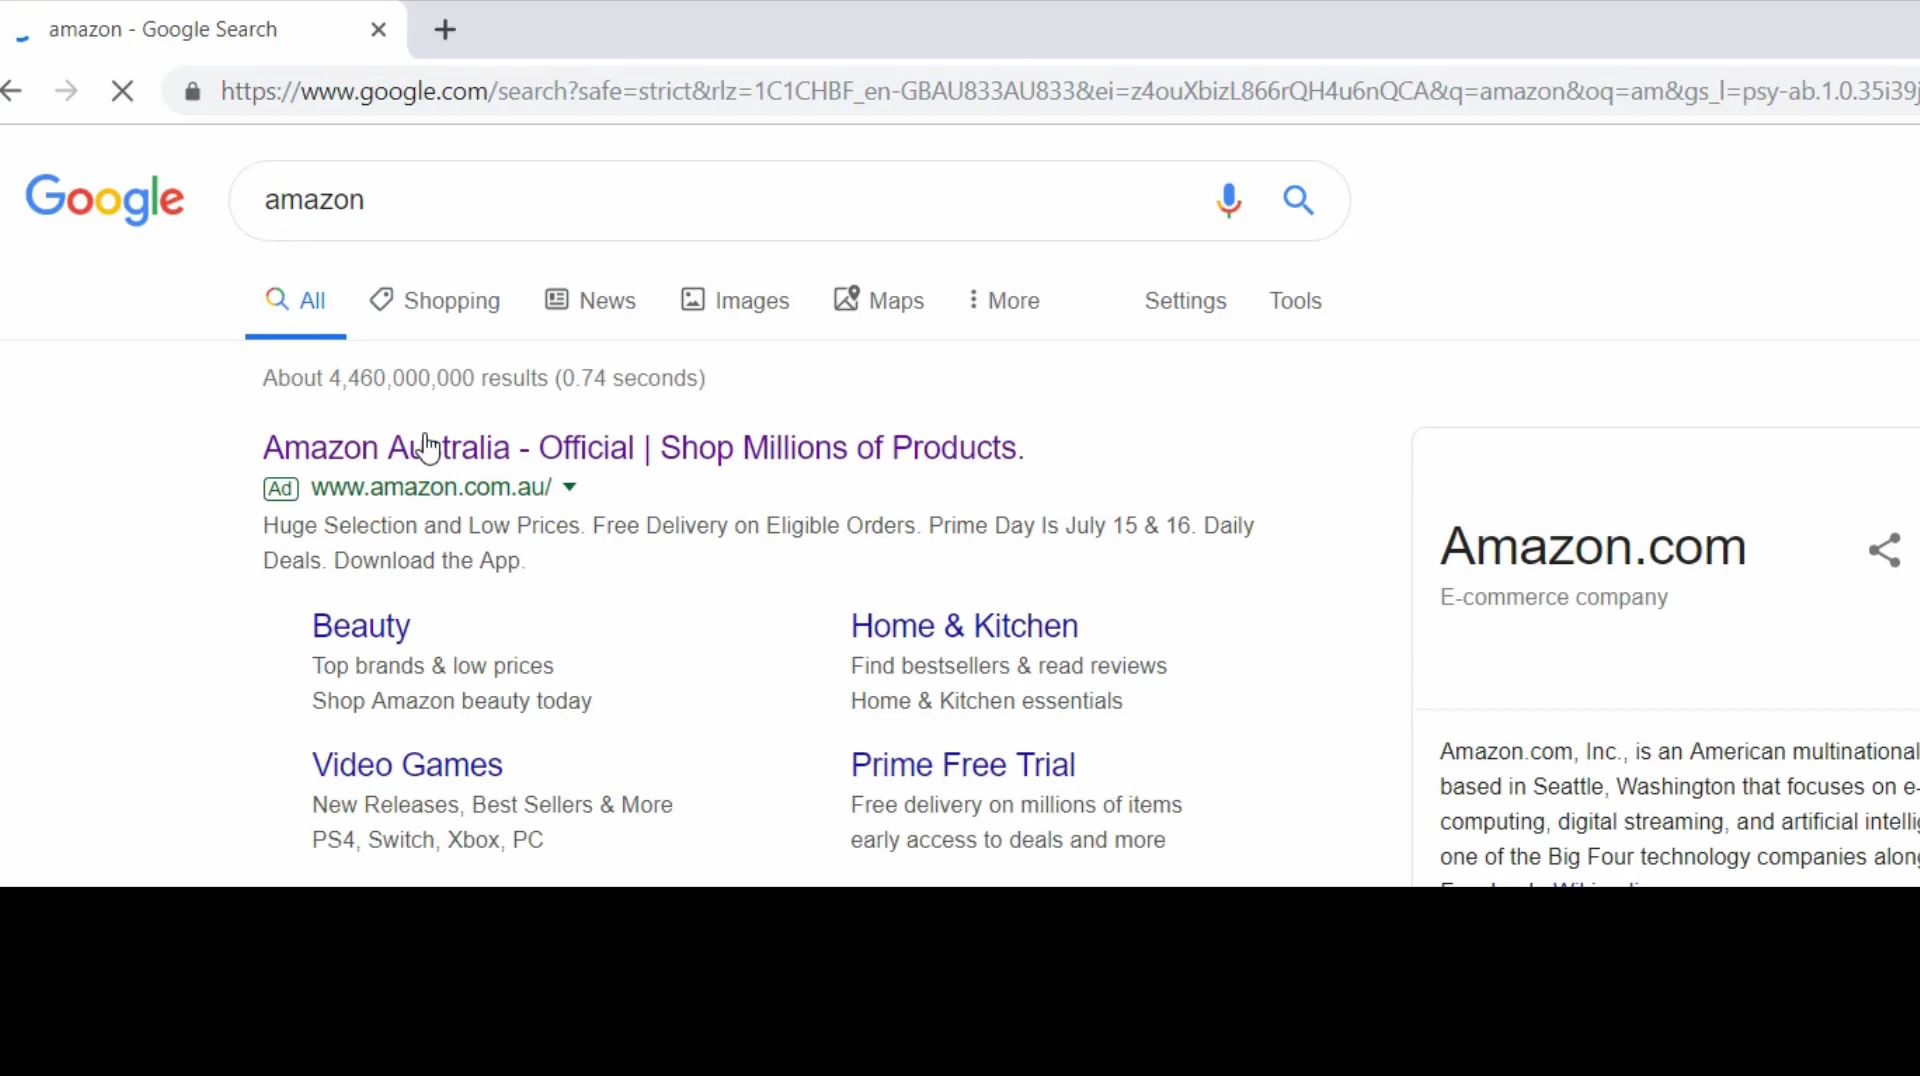 amazon - Google Search
https://www.google.com/search?safe=strict&rlz=1C1CHBF_en-GBAU833AU833&ei=z4ouXbizL866rQH4u6nQCA&q=amazon&oq=am&gs_l=psy-ab.1.0.35i39j
Google
amazon
All Shopping News Images Maps More Settings Tools
About 4,460,000,000 results (0.74 seconds)
Amazon Australia - Official | Shop Millions of Products.
Ad www.amazon.com.au/
Huge Selection and Low Prices. Free Delivery on Eligible Orders. Prime Day Is July 15 & 16. Daily
Deals. Download the App.
Beauty
Top brands & low prices
Shop Amazon beauty today
Home & Kitchen
Find bestsellers & read reviews
Home & Kitchen essentials
Video Games
New Releases, Best Sellers & More
PS4, Switch, Xbox, PC
Prime Free Trial
Free delivery on millions of items
early access to deals and more
Amazon.com
E-commerce company
Amazon.com, Inc., is an American multinational
based in Seattle, Washington that focuses on e-
computing, digital streaming, and artificial intellig
one of the Big Four technology companies along